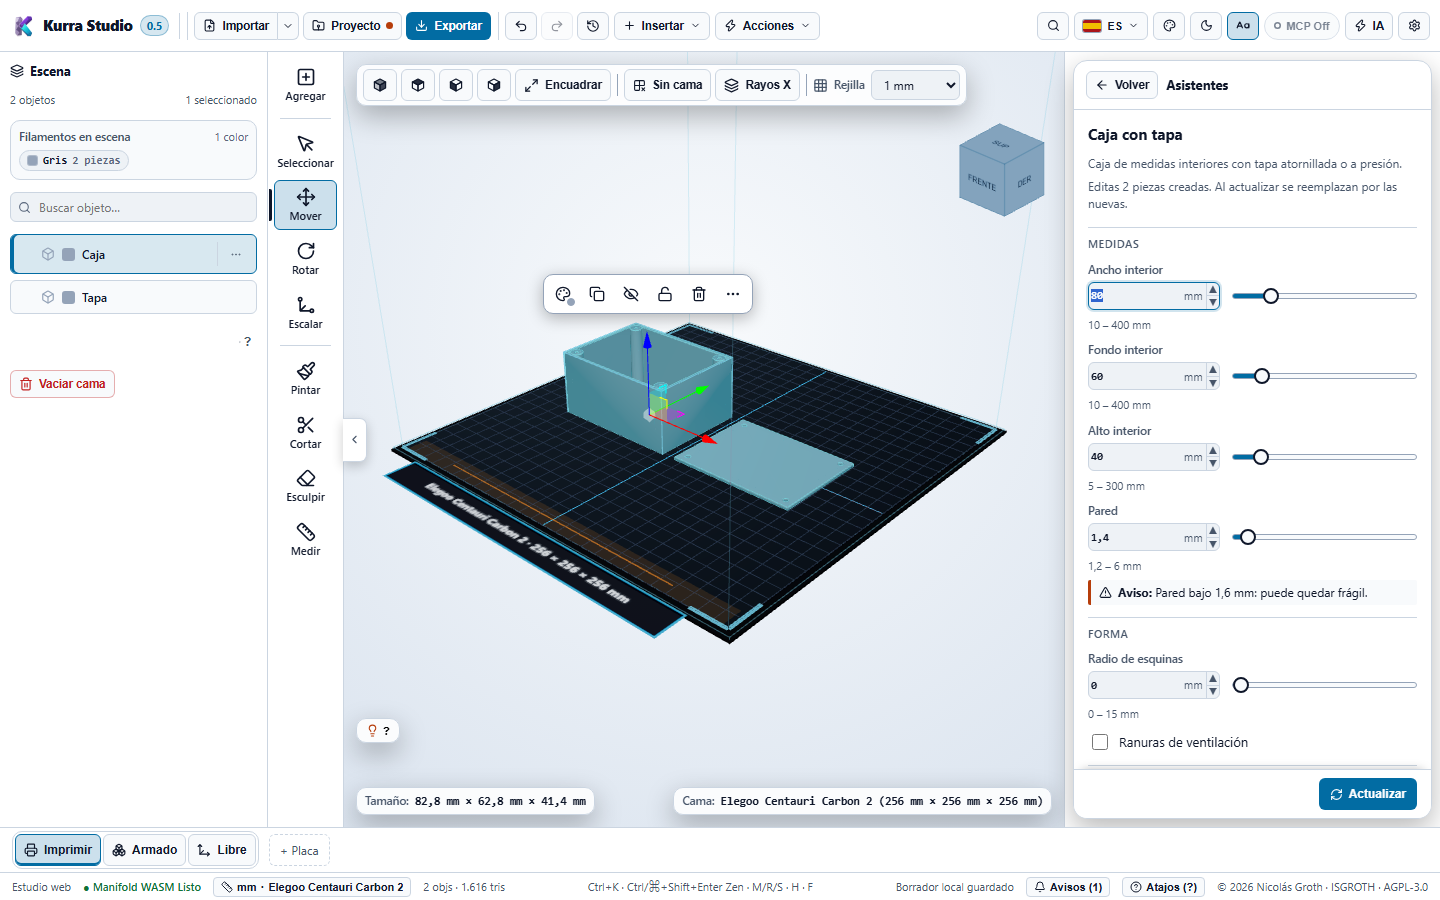 Kurra Studio 0.5
Importar
Proyecto
Exportar
Insertar
Acciones
ES
Aa
MCP Off
IA
Escena
2 objetos
1 seleccionado
Filamentos en escena
1 color
Gris 2 piezas
Buscar objeto...
Caja
Tapa
?
Vaciar cama
Agregar
Seleccionar
Mover
Rotar
Escalar
Pintar
Cortar
Esculpir
Medir
Encuadrar
Sin cama
Rayos X
Rejilla
1 mm
SUP
FRENTE
DER
Elegoo Centauri Carbon 2 · 256 × 256 × 256 mm
?
Tamaño: 82,8 mm × 62,8 mm × 41,4 mm
Cama: Elegoo Centauri Carbon 2 (256 mm × 256 mm × 256 mm)
Volver
Asistentes
Caja con tapa
Caja de medidas interiores con tapa atornillada o a presión.
Editas 2 piezas creadas. Al actualizar se reemplazan por las
nuevas.
MEDIDAS
Ancho interior
80 mm
10 – 400 mm
Fondo interior
60 mm
10 – 400 mm
Alto interior
40 mm
5 – 300 mm
Pared
1,4 mm
1,2 – 6 mm
Aviso: Pared bajo 1,6 mm: puede quedar frágil.
FORMA
Radio de esquinas
0 mm
0 – 15 mm
Ranuras de ventilación
Actualizar
Imprimir
Armado
Libre
+ Placa
Estudio web
Manifold WASM Listo
mm · Elegoo Centauri Carbon 2
2 objs · 1.616 tris
Ctrl+K · Ctrl/⌘+Shift+Enter Zen · M/R/S · H · F
Borrador local guardado
Avisos (1)
Atajos (?)
© 2026 Nicolás Groth · ISGROTH · AGPL-3.0